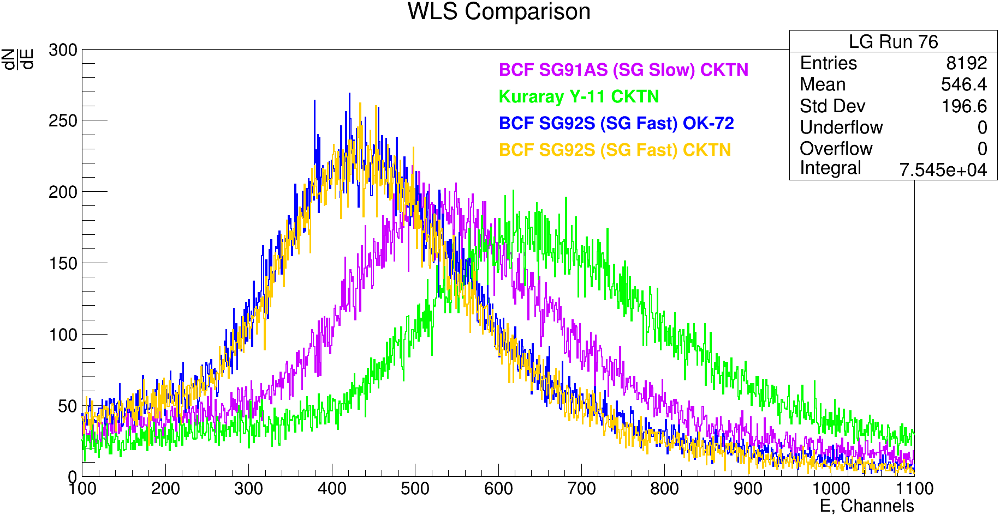 WLS Comparison
dN
dE
300
250
200
150
100
50
0
BCF SG91AS (SG Slow) CKTN
Kuraray Y-11 CKTN
BCF SG92S (SG Fast) OK-72
BCF SG92S (SG Fast) CKTN
LG Run 76
Entries 8192
Mean 546.4
Std Dev 196.6
Underflow 0
Overflow 0
Integral 7.545e+04
100 200 300 400 500 600 700 800 900 1000 1100
E, Channels